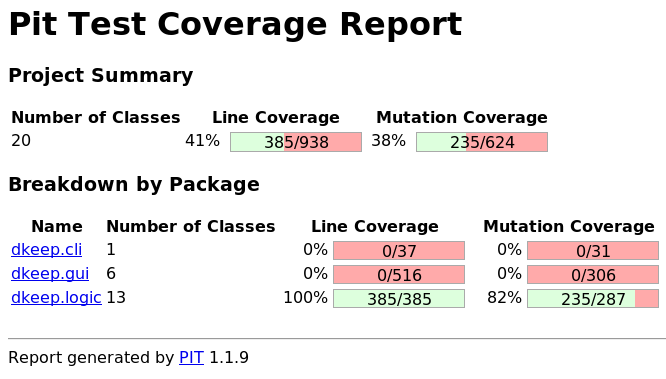 Pit Test Coverage Report
Project Summary
Number of Classes Line Coverage Mutation Coverage
20 41% 385/938 38% 235/624
Breakdown by Package
Name Number of Classes Line Coverage Mutation Coverage
dkeep.cli 1 0% 0/37 0% 0/31
dkeep.gui 6 0% 0/516 0% 0/306
dkeep.logic 13 100% 385/385 82% 235/287
Report generated by PIT 1.1.9